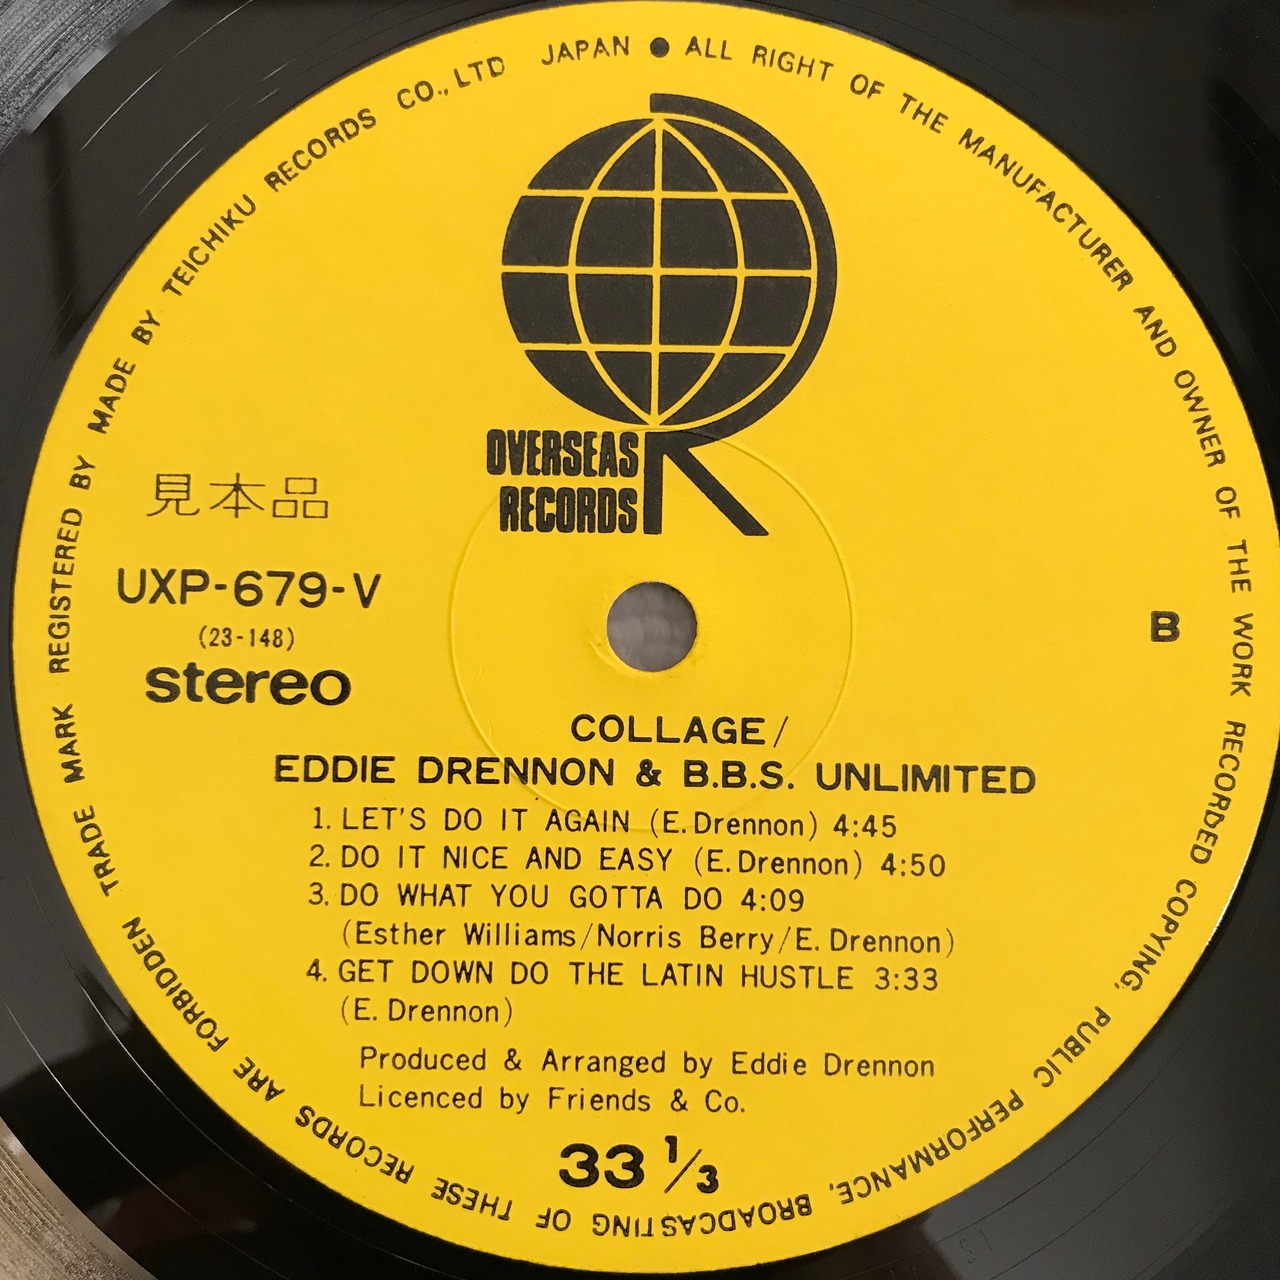 TRADE MARK REGISTERED BY MADE BY TEICHIKU RECORDS CO., LTD JAPAN ● ALL RIGHT OF THE MANUFACTURER AND OWNER OF THE WORK RECORDED COPYING, PUBLIC PERFORMANCE, BROADCASTING OF THESE RECORDS ARE FORBIDDEN
OVERSEAS
RECORDS
R
見本品
UXP-679-V
(23-148)
stereo
B
COLLAGE/
EDDIE DRENNON & B.B.S. UNLIMITED
1. LET'S DO IT AGAIN (E. Drennon) 4:45
2. DO IT NICE AND EASY (E. Drennon) 4:50
3. DO WHAT YOU GOTTA DO 4:09
(Esther Williams/Norris Berry/E. Drennon)
4. GET DOWN DO THE LATIN HUSTLE 3:33
(E. Drennon)
Produced & Arranged by Eddie Drennon
Licenced by Friends & Co.
33 1/3